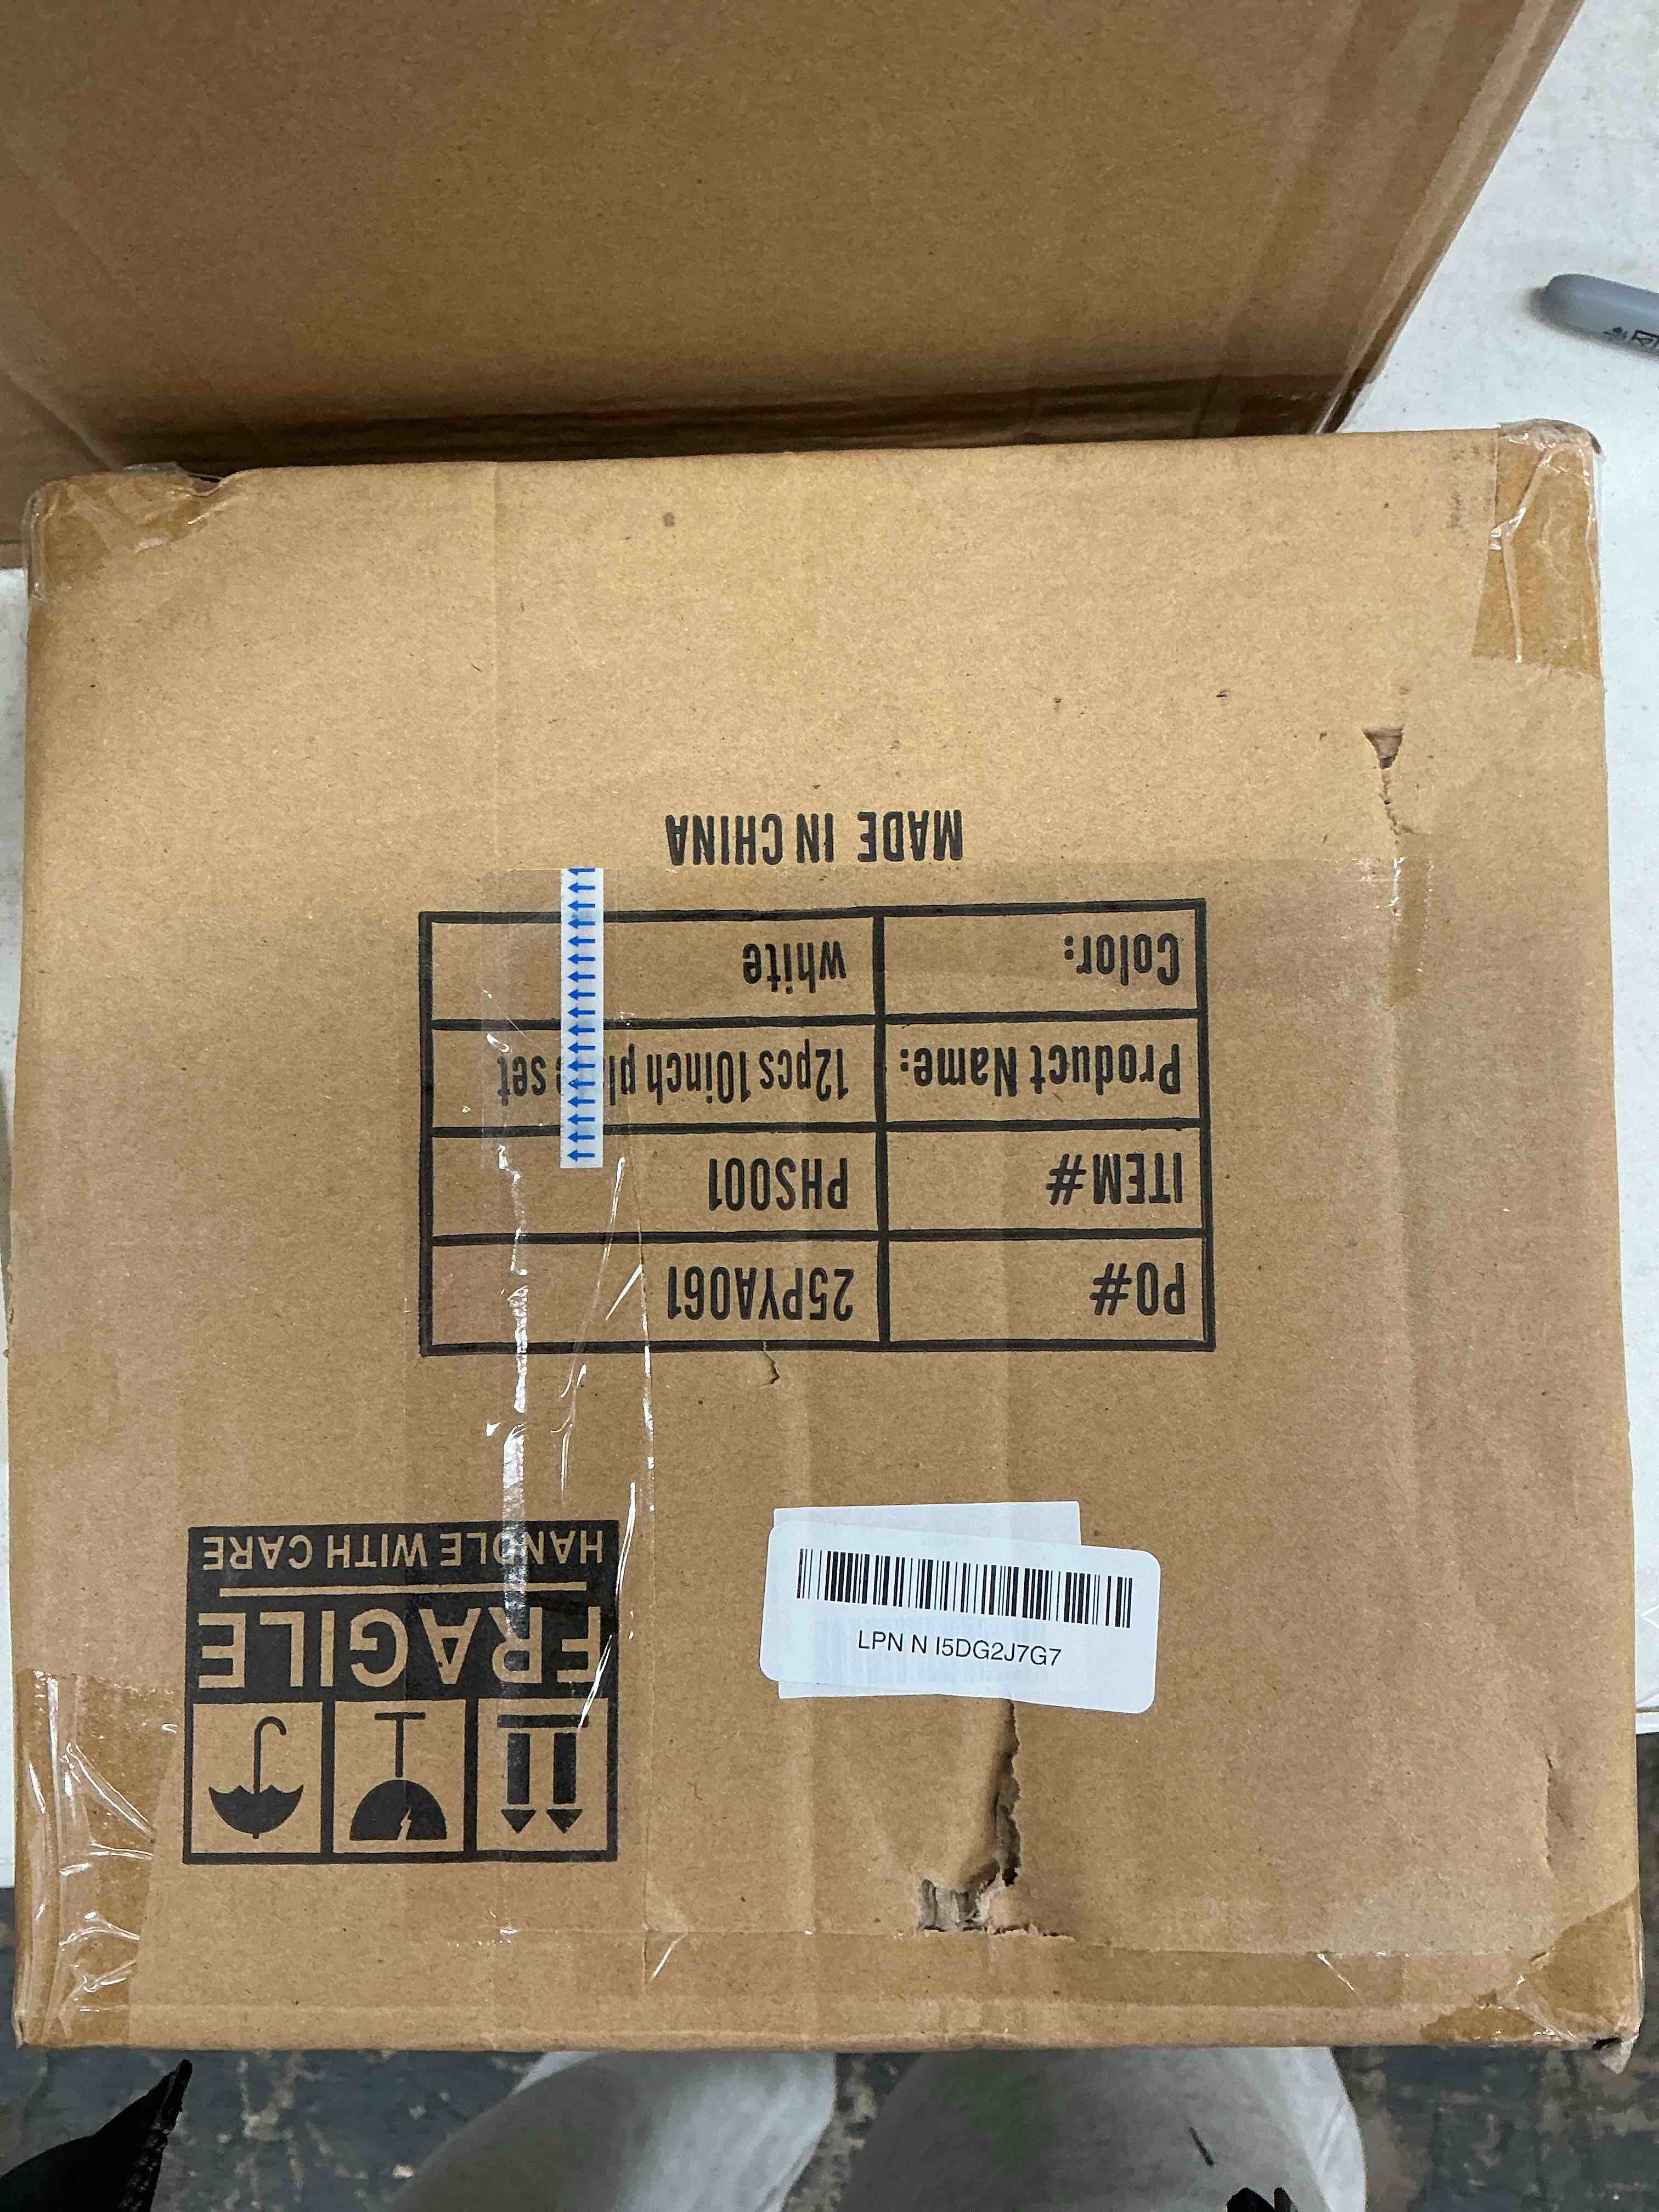 FRAGILE
HANDLE WITH CARE
PO# 25PYA061
ITEM# PHS001
Product Name: 12pcs 10inch set
Color: white
MADE IN CHINA
LPN N I5DG2J7G7